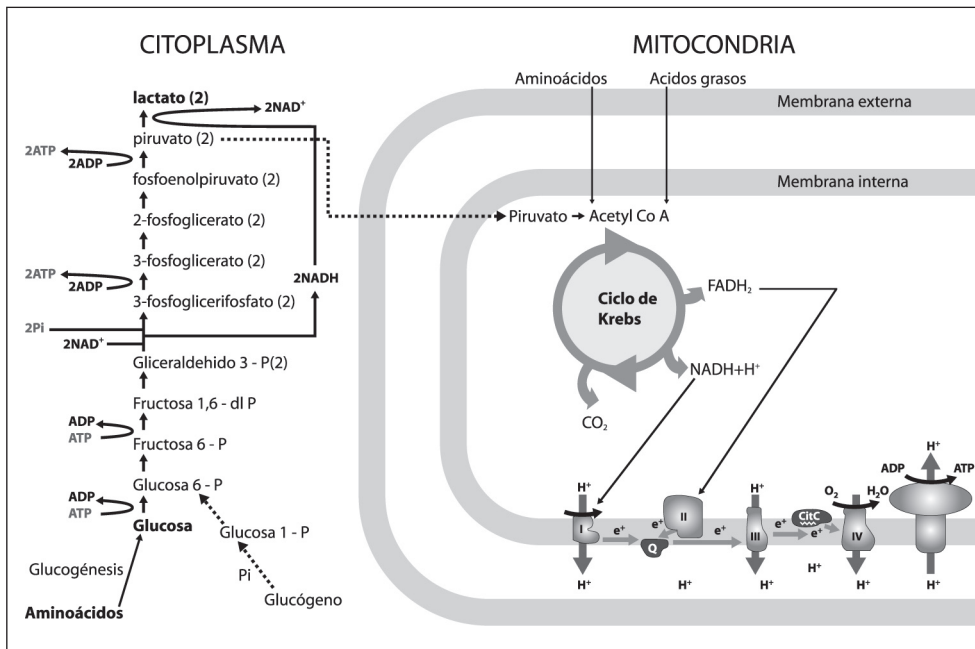 CITOPLASMA
lactato (2)
2NAD⁺
piruvato (2)
2ATP
2ADP
fosfoenolpiruvato (2)
2-fosfoglicerato (2)
3-fosfoglicerato (2)
2ATP
2ADP
2NADH
3-fosfoglicerifosfato (2)
2Pi
2NAD⁺
Gliceraldehido 3 - P(2)
Fructosa 1,6 - dl P
ADP
ATP
Fructosa 6 - P
Glucosa 6 - P
ADP
ATP
Glucosa
Glucosa 1 - P
Glucogénesis
Pi
Glucógeno
Aminoácidos
MITOCONDRIA
Aminoácidos
Acidos grasos
Membrana externa
Membrana interna
Piruvato
Acetyl Co A
Ciclo de
Krebs
FADH₂
NADH+H⁺
CO₂
H⁺
H⁺
H⁺
ADP
ATP
O₂
H₂O
I
e⁺
Q
e⁺
II
e⁺
III
e⁺
CitC
e⁺
IV
H⁺
H⁺
H⁺
H⁺
H⁺
H⁺
H⁺